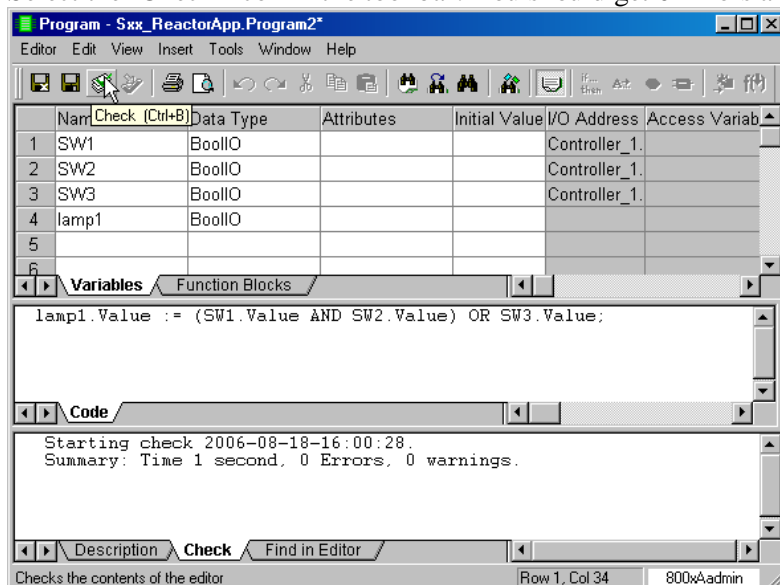 Program - Sxx_ReactorApp.Program2*
Editor Edit View Insert Tools Window Help
if... then
Check (Ctrl+B)
Nam Data Type Attributes Initial Value I/O Address Access Variab
1 SW1 BoolIO Controller_1.
2 SW2 BoolIO Controller_1.
3 SW3 BoolIO Controller_1.
4 lamp1 BoolIO
5
6
Variables Function Blocks
lamp1.Value := (SW1.Value AND SW2.Value) OR SW3.Value;
Code
Starting check 2006-08-18-16:00:28.
Summary: Time 1 second, 0 Errors, 0 warnings.
Description Check Find in Editor
Checks the contents of the editor Row 1, Col 34 800xAadmin